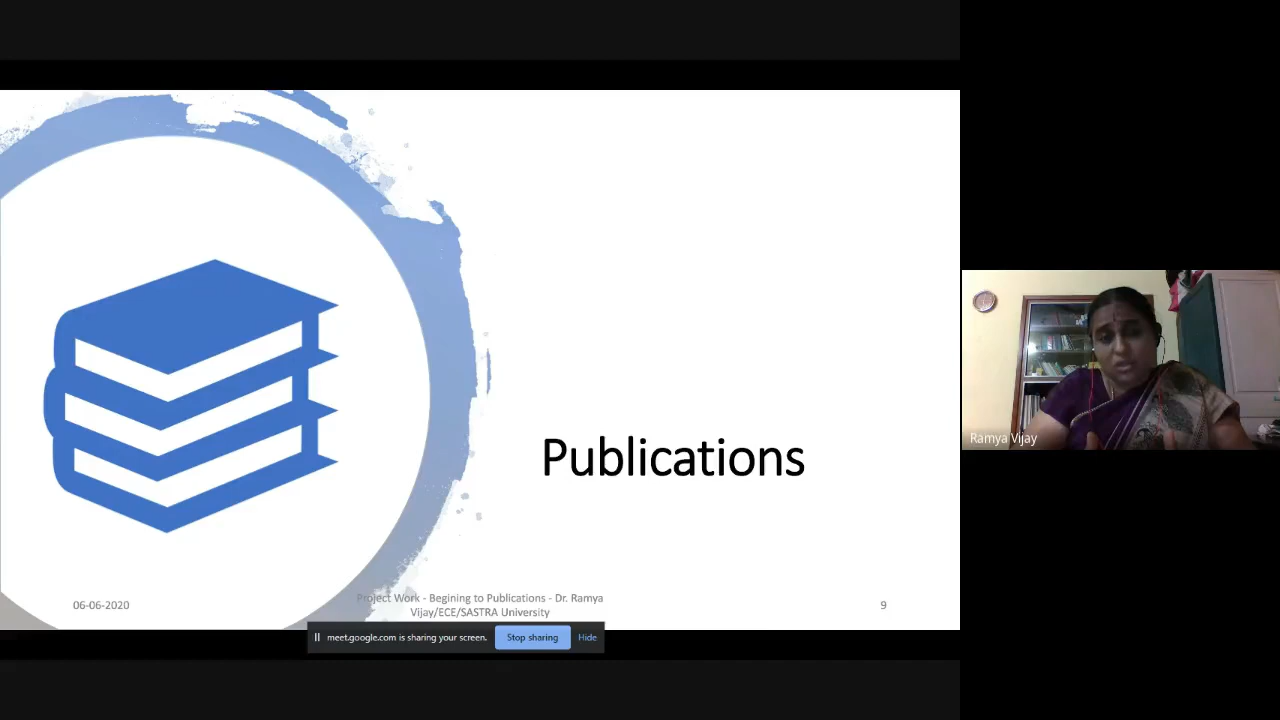 Publications
Ramya Vijay
06-06-2020
Project Work - Begining to Publications - Dr. Ramya
Vijay/ECE/SASTRA University
9
meet.google.com is sharing your screen.
Stop sharing
Hide